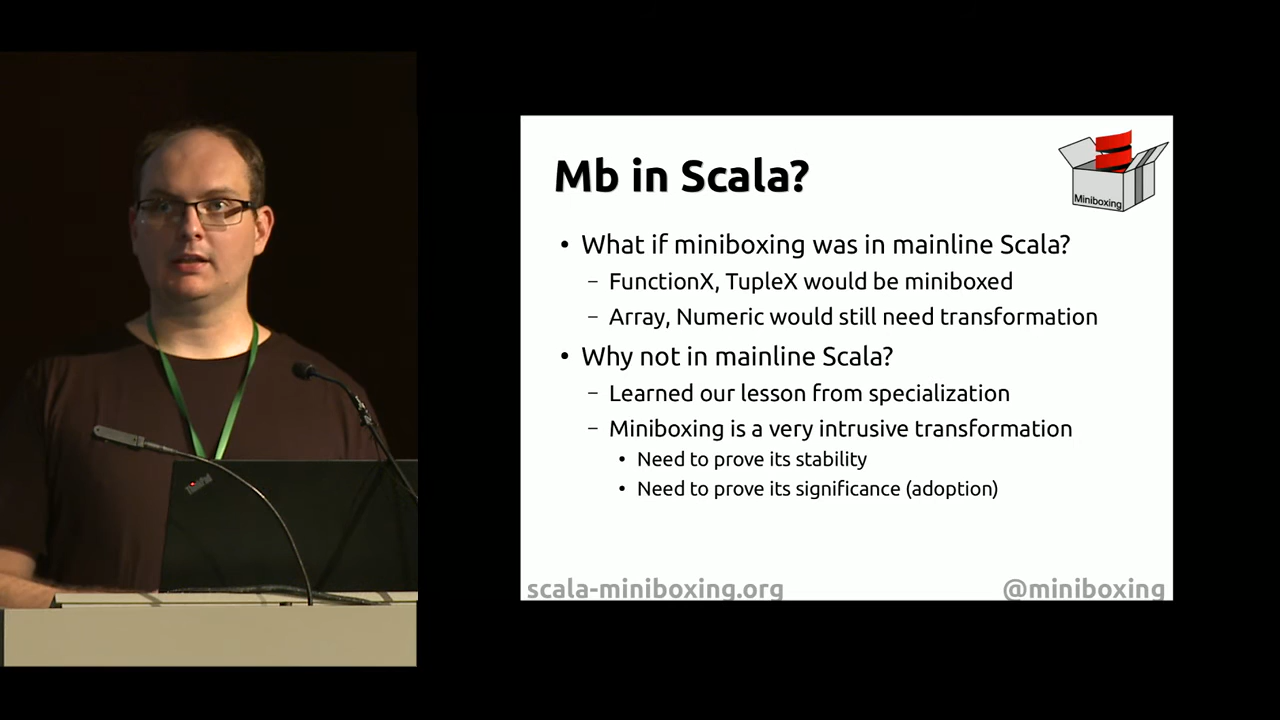 Mb in Scala?
Miniboxing
• What if miniboxing was in mainline Scala?
– FunctionX, TupleX would be miniboxed
– Array, Numeric would still need transformation
• Why not in mainline Scala?
– Learned our lesson from specialization
– Miniboxing is a very intrusive transformation
• Need to prove its stability
• Need to prove its significance (adoption)
scala-miniboxing.org
@miniboxing
ThinkPad